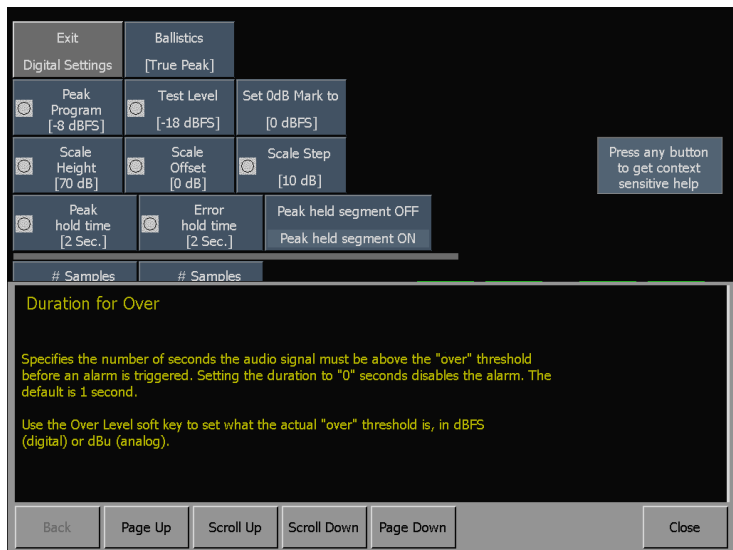 Exit
Digital Settings
Ballistics
[True Peak]
Peak
Program
[-8 dBFS]
Test Level
[-18 dBFS]
Set 0dB Mark to
[0 dBFS]
Scale
Height
[70 dB]
Scale
Offset
[0 dB]
Scale Step
[10 dB]
Press any button
to get context
sensitive help
Peak
hold time
[2 Sec.]
Error
hold time
[2 Sec.]
Peak held segment OFF
Peak held segment ON
# Samples
# Samples
Duration for Over
Specifies the number of seconds the audio signal must be above the "over" threshold
before an alarm is triggered. Setting the duration to "0" seconds disables the alarm. The
default is 1 second.
Use the Over Level soft key to set what the actual "over" threshold is, in dBFS
(digital) or dBu (analog).
Back
Page Up
Scroll Up
Scroll Down
Page Down
Close